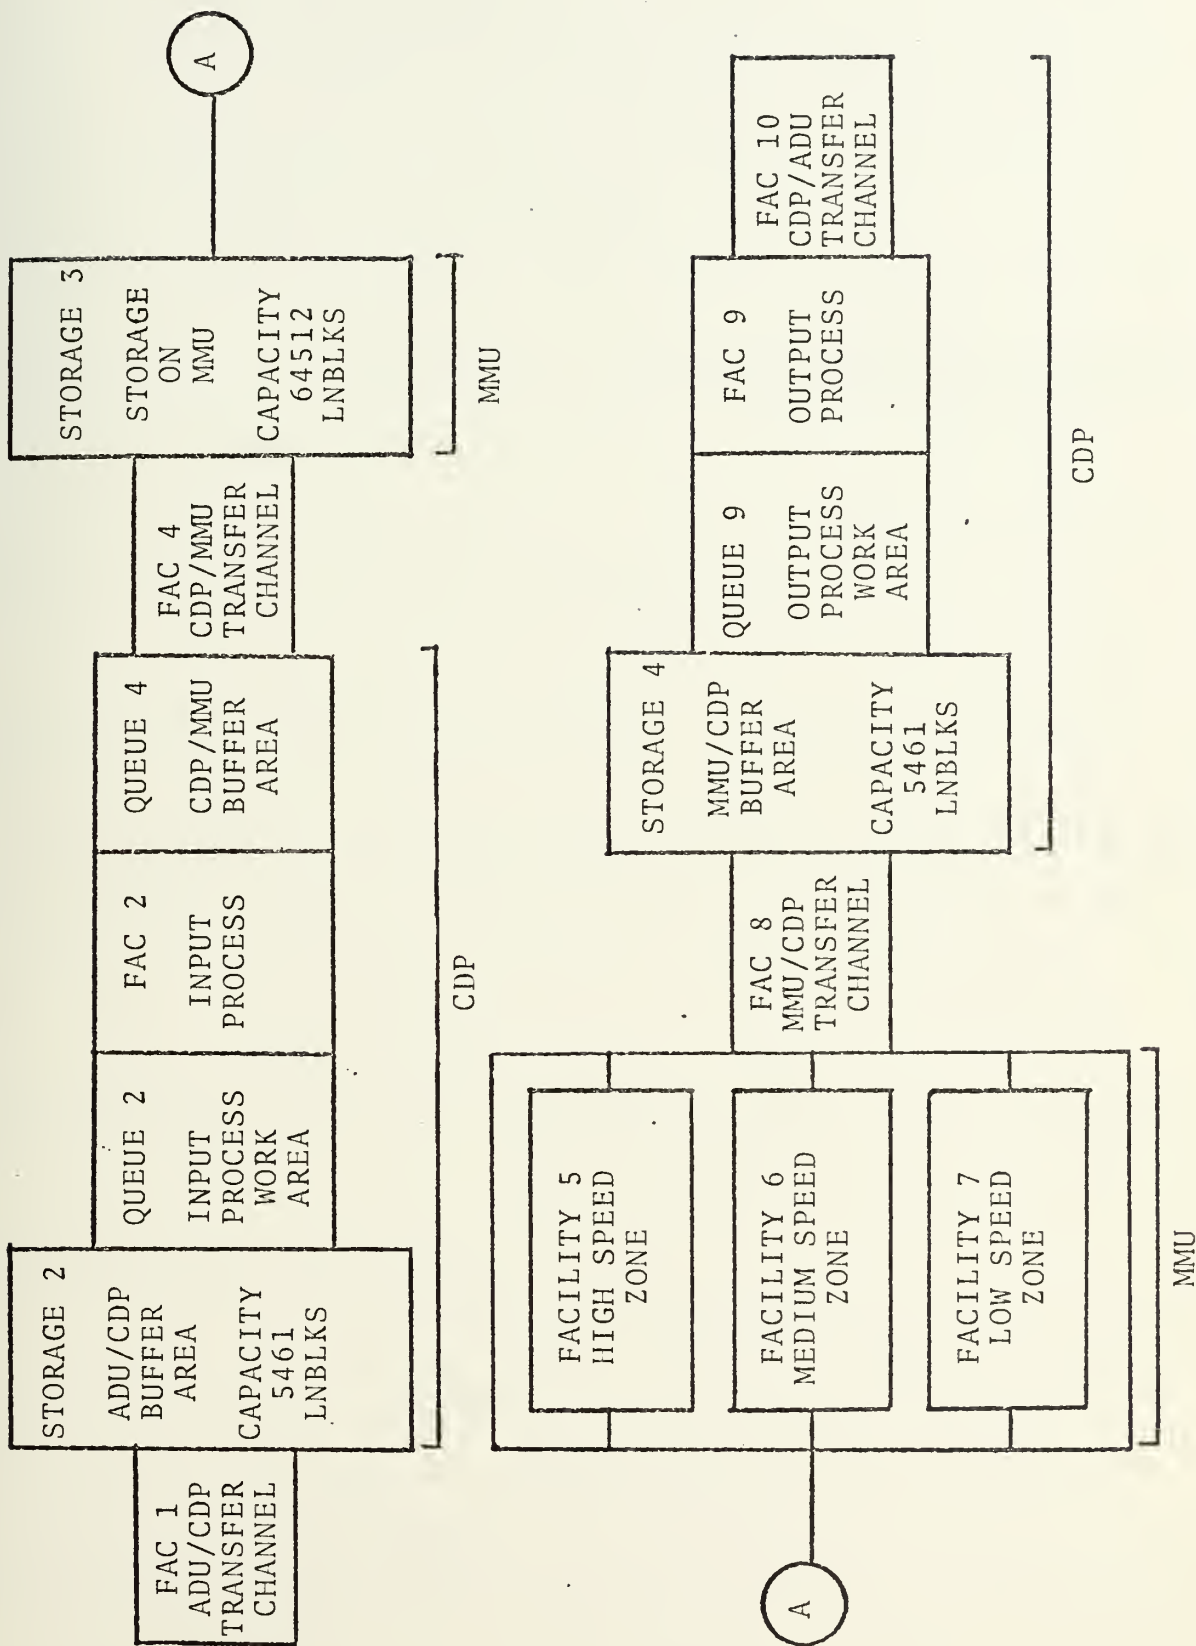 FAC 1
ADU/CDP
TRANSFER
CHANNEL
STORAGE 2
ADU/CDP
BUFFER
AREA
CAPACITY
5461
LNBLKS
QUEUE 2
INPUT
PROCESS
WORK
AREA
FAC 2
INPUT
PROCESS
QUEUE 4
CDP/MMU
BUFFER
AREA
FAC 4
CDP/MMU
TRANSFER
CHANNEL
STORAGE 3
STORAGE
ON
MMU
CAPACITY
64512
LNBLKS
A
CDP
MMU
A
FACILITY 5
HIGH SPEED
ZONE
FACILITY 6
MEDIUM SPEED
ZONE
FACILITY 7
LOW SPEED
ZONE
FAC 8
MMU/CDP
TRANSFER
CHANNEL
STORAGE 4
MMU/CDP
BUFFER
AREA
CAPACITY
5461
LNBLKS
QUEUE 9
OUTPUT
PROCESS
WORK
AREA
FAC 9
OUTPUT
PROCESS
FAC 10
CDP/ADU
TRANSFER
CHANNEL
MMU
CDP